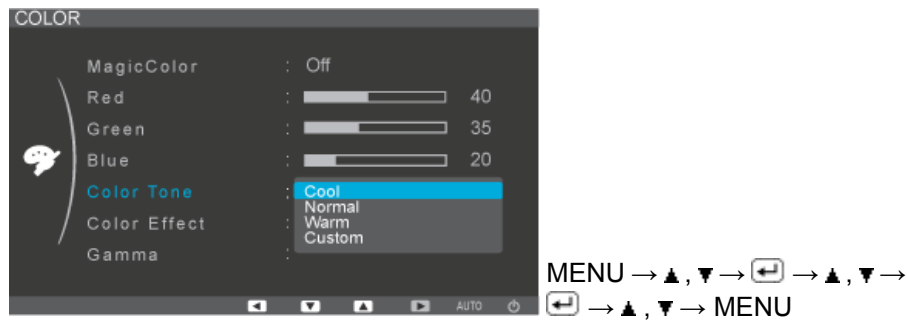 COLOR
MagicColor : Off
Red : 40
Green : 35
Blue : 20
Color Tone : Cool
Normal
Color Effect : Warm
Custom
Gamma :
AUTO
MENU → ▲ , ▼ → ↵ → ▲ , ▼ →
↵ → ▲ , ▼ → MENU